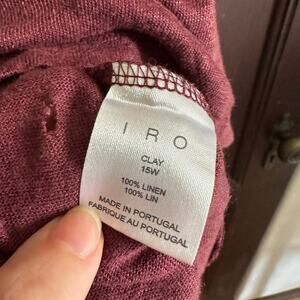 IRO
CLAY
15W
100% LINEN
100% LIN
MADE IN PORTUGAL
FABRIQUE AU PORTUGAL